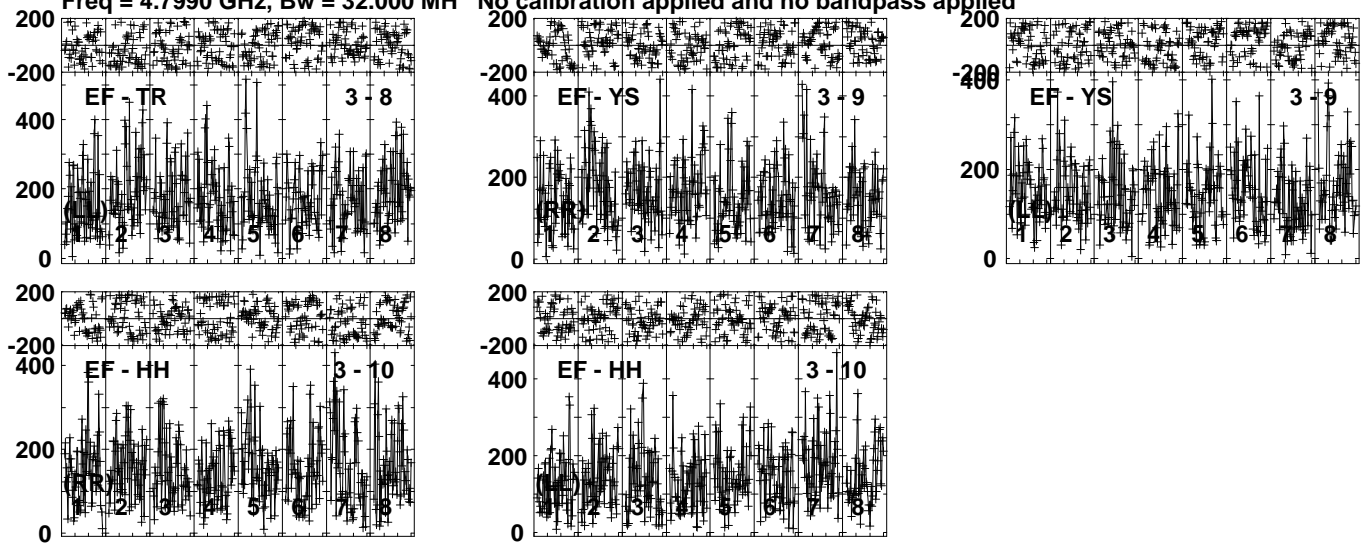 Freq = 4.7990 GHz, Bw = 32.000 MH No calibration applied and no bandpass applied
200
-200
EF - TR 3 - 8
400
200
(LL)
1 2 3 4 5 6 7 8
0
200
-200
EF - YS 3 - 9
400
200
(RR)
1 2 3 4 5 6 7 8
0
200
-200
400
EF - YS 3 - 9
200
(LL)
1 2 3 4 5 6 7 8
0
200
-200
EF - HH 3 - 10
400
200
(RR)
1 2 3 4 5 6 7 8
0
200
-200
EF - HH 3 - 10
400
200
(LL)
1 2 3 4 5 6 7 8
0